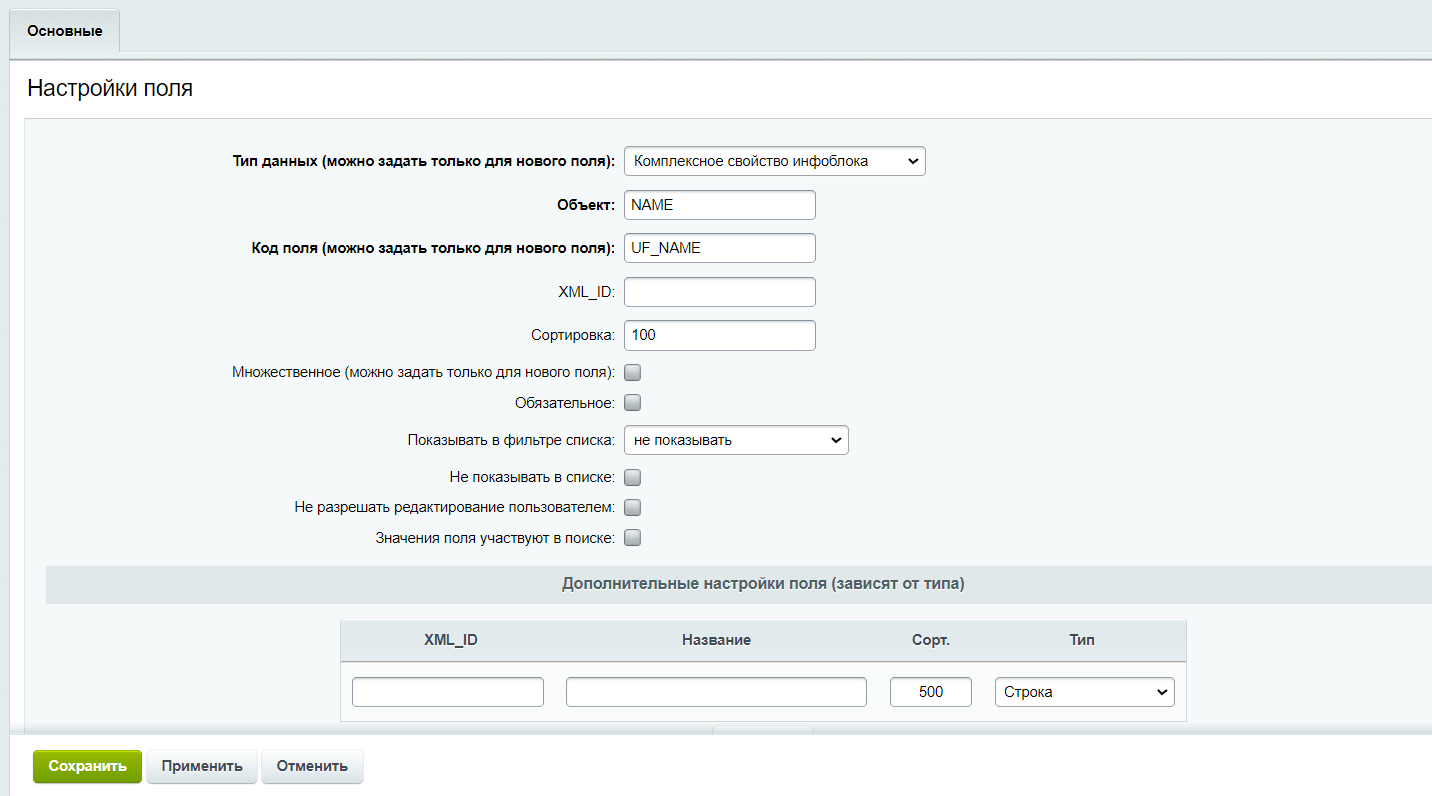 Основные
Настройки поля
Тип данных (можно задать только для нового поля): Комплексное свойство инфоблока
Объект: NAME
Код поля (можно задать только для нового поля): UF_NAME
XML_ID:
Сортировка: 100
Множественное (можно задать только для нового поля):
Обязательное:
Показывать в фильтре списка: не показывать
Не показывать в списке:
Не разрешать редактирование пользователем:
Значения поля участвуют в поиске:
Дополнительные настройки поля (зависят от типа)
XML_ID Название Сорт. Тип
500 Строка
Сохранить Применить Отменить